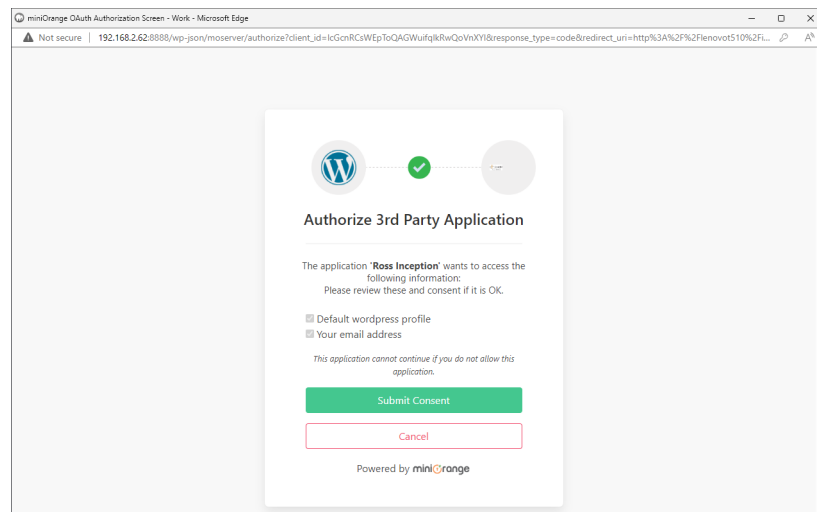 miniOrange OAuth Authorization Screen - Work - Microsoft Edge
Not secure | 192.168.2.62:8888/wp-json/moserver/authorize?client_id=IcGcnRCsWEpToQAGWuifqIkRwQoVnXYI&response_type=code&redirect_uri=http%3A%2F%2Flenovot510%2Fi...
Authorize 3rd Party Application
The application 'Ross Inception' wants to access the
following information:
Please review these and consent if it is OK.
Default wordpress profile
Your email address
This application cannot continue if you do not allow this
application.
Submit Consent
Cancel
Powered by miniOrange